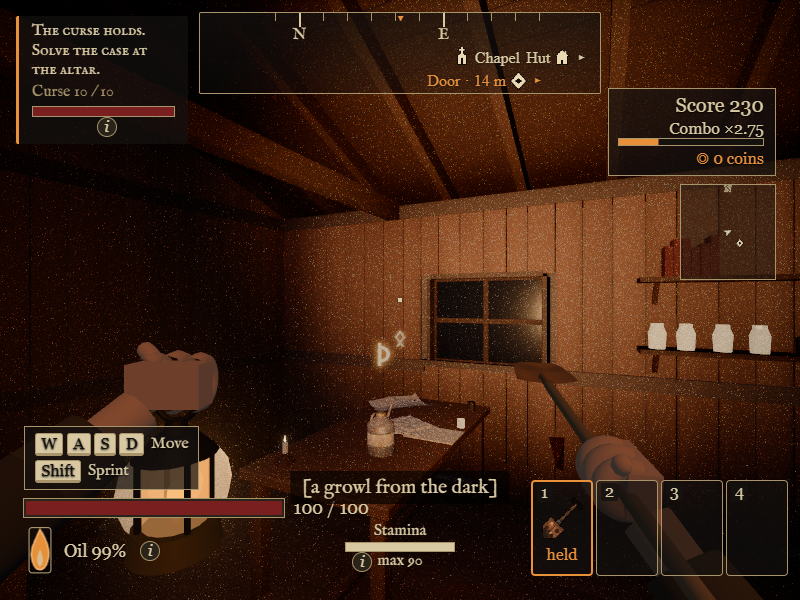 The curse holds.
Solve the case at
the altar.
Curse 10/10
i
N
E
Chapel Hut
Door · 14 m
Score 230
Combo ×2.75
0 coins
N
ᚦ ᛟ
W A S D Move
Shift Sprint
[a growl from the dark]
100 / 100
Stamina
i max 90
Oil 99% i
1 2 3 4
held